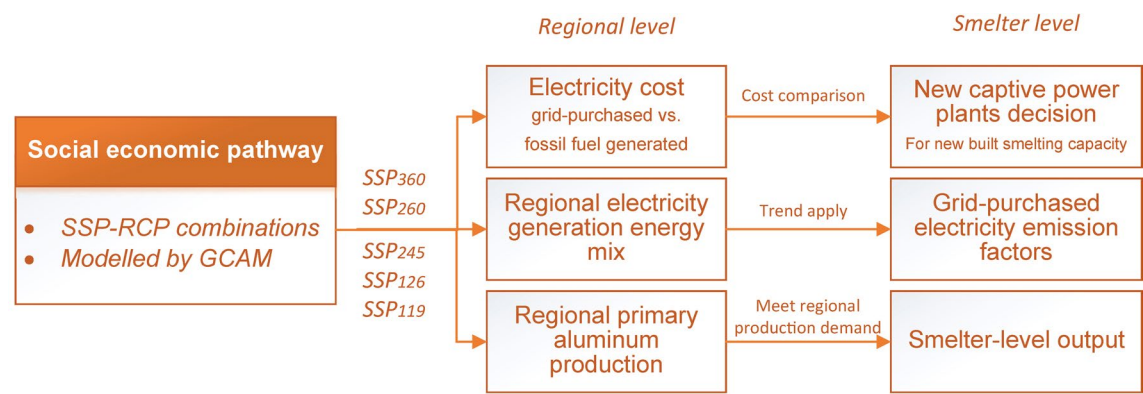 Regional level
Smelter level
Social economic pathway
• SSP-RCP combinations
• Modelled by GCAM
SSP360
SSP260
SSP245
SSP126
SSP119
Electricity cost
grid-purchased vs.
fossil fuel generated
Cost comparison
New captive power
plants decision
For new built smelting capacity
Regional electricity
generation energy
mix
Trend apply
Grid-purchased
electricity emission
factors
Regional primary
aluminum
production
Meet regional
production demand
Smelter-level output